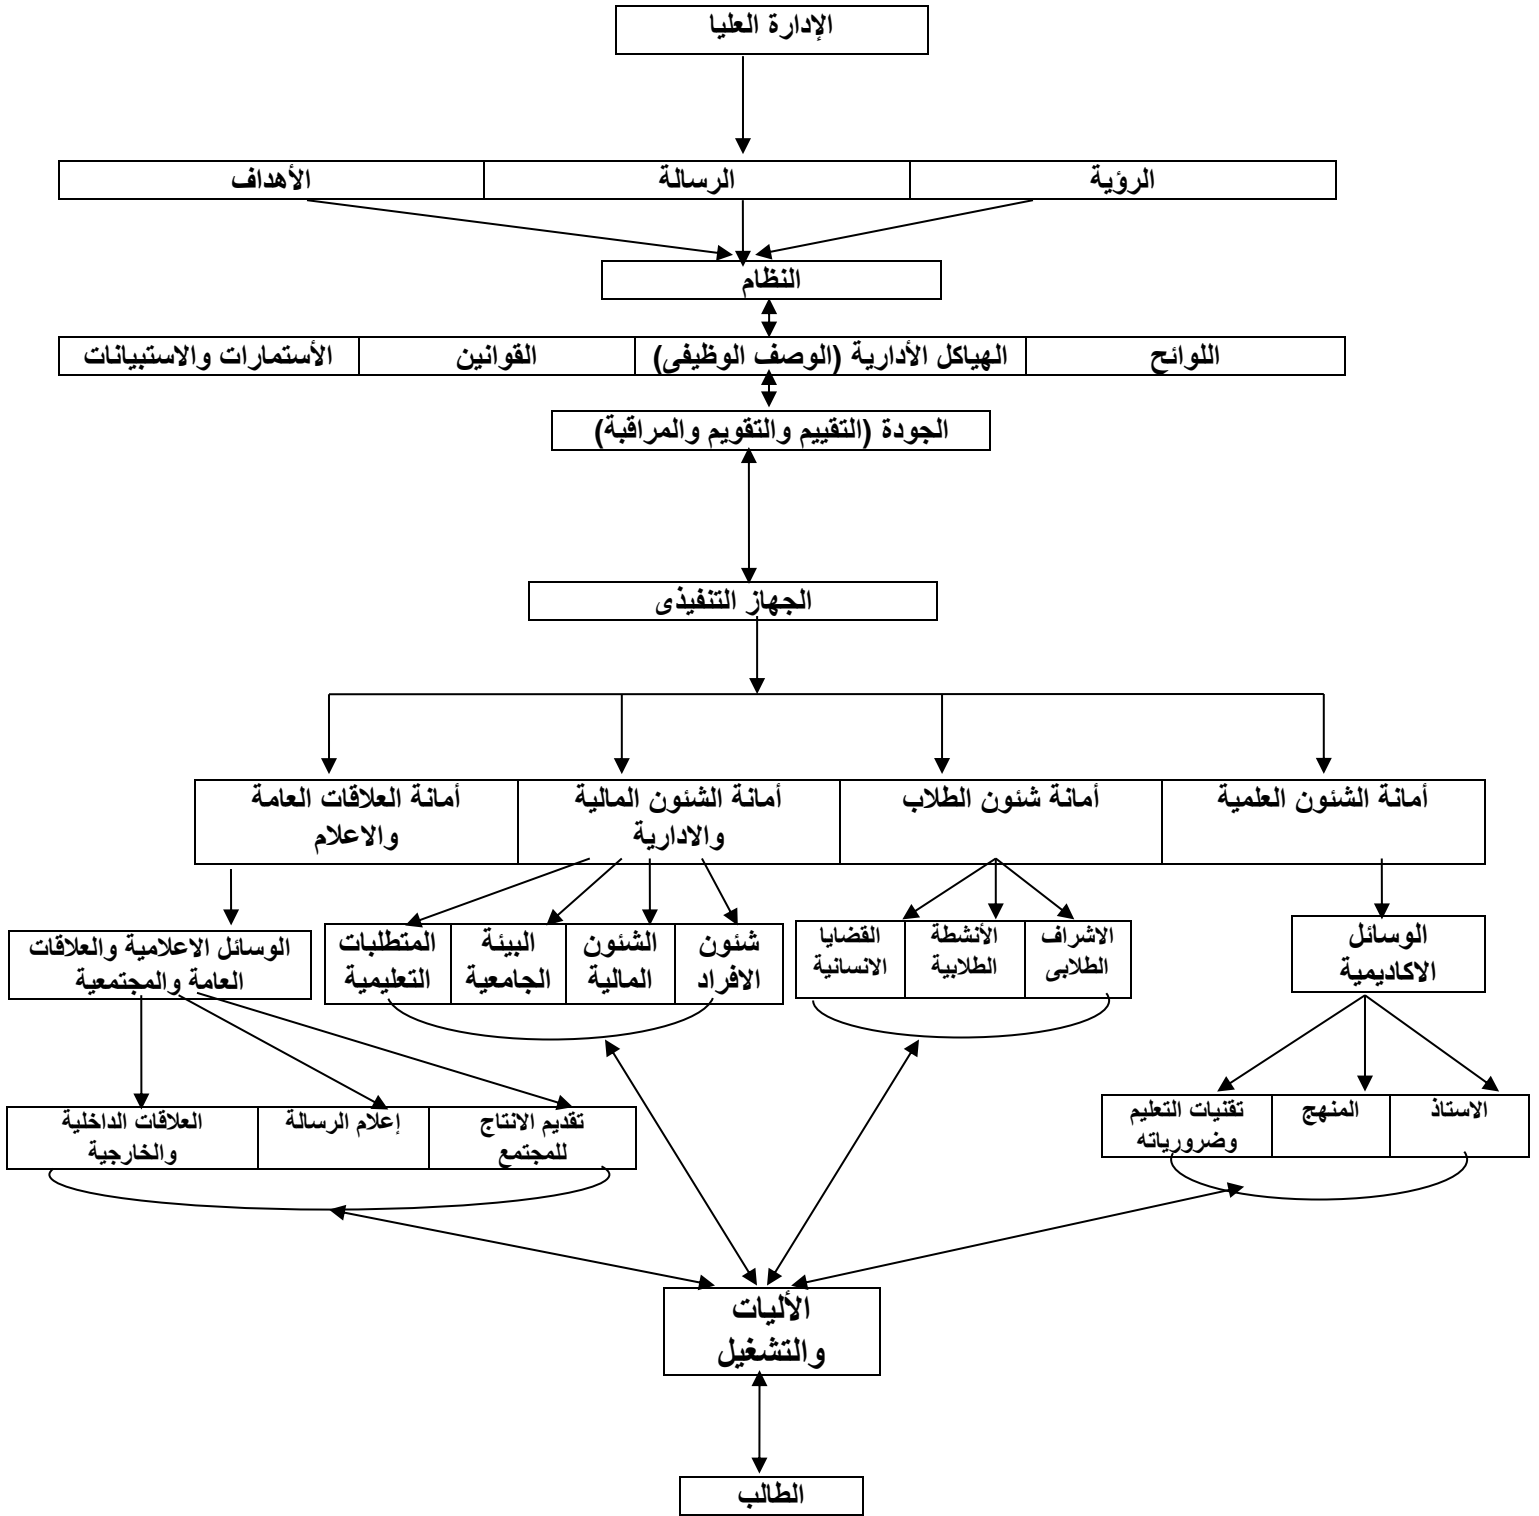 الإدارة العليا
الرؤية
الرسالة
الأهداف
النظام
اللوائح
الهياكل الأدارية (الوصف الوظيفى)
القوانين
الأستمارات والاستبيانات
الجودة (التقييم والتقويم والمراقبة)
الجهاز التنفيذى
أمانة الشئون العلمية
أمانة شئون الطلاب
أمانة الشئون المالية
والادارية
أمانة العلاقات العامة
والاعلام
الوسائل
الاكاديمية
الاشراف
الطلابى
الأنشطة
الطلابية
القضايا
الانسانية
شئون
الافراد
الشئون
المالية
البيئة
الجامعية
المتطلبات
التعليمية
الوسائل الاعلامية والعلاقات
العامة والمجتمعية
الاستاذ
المنهج
تقنيات التعليم
وضرورياته
تقديم الانتاج
للمجتمع
إعلام الرسالة
العلاقات الداخلية
والخارجية
الأليات
والتشغيل
الطالب